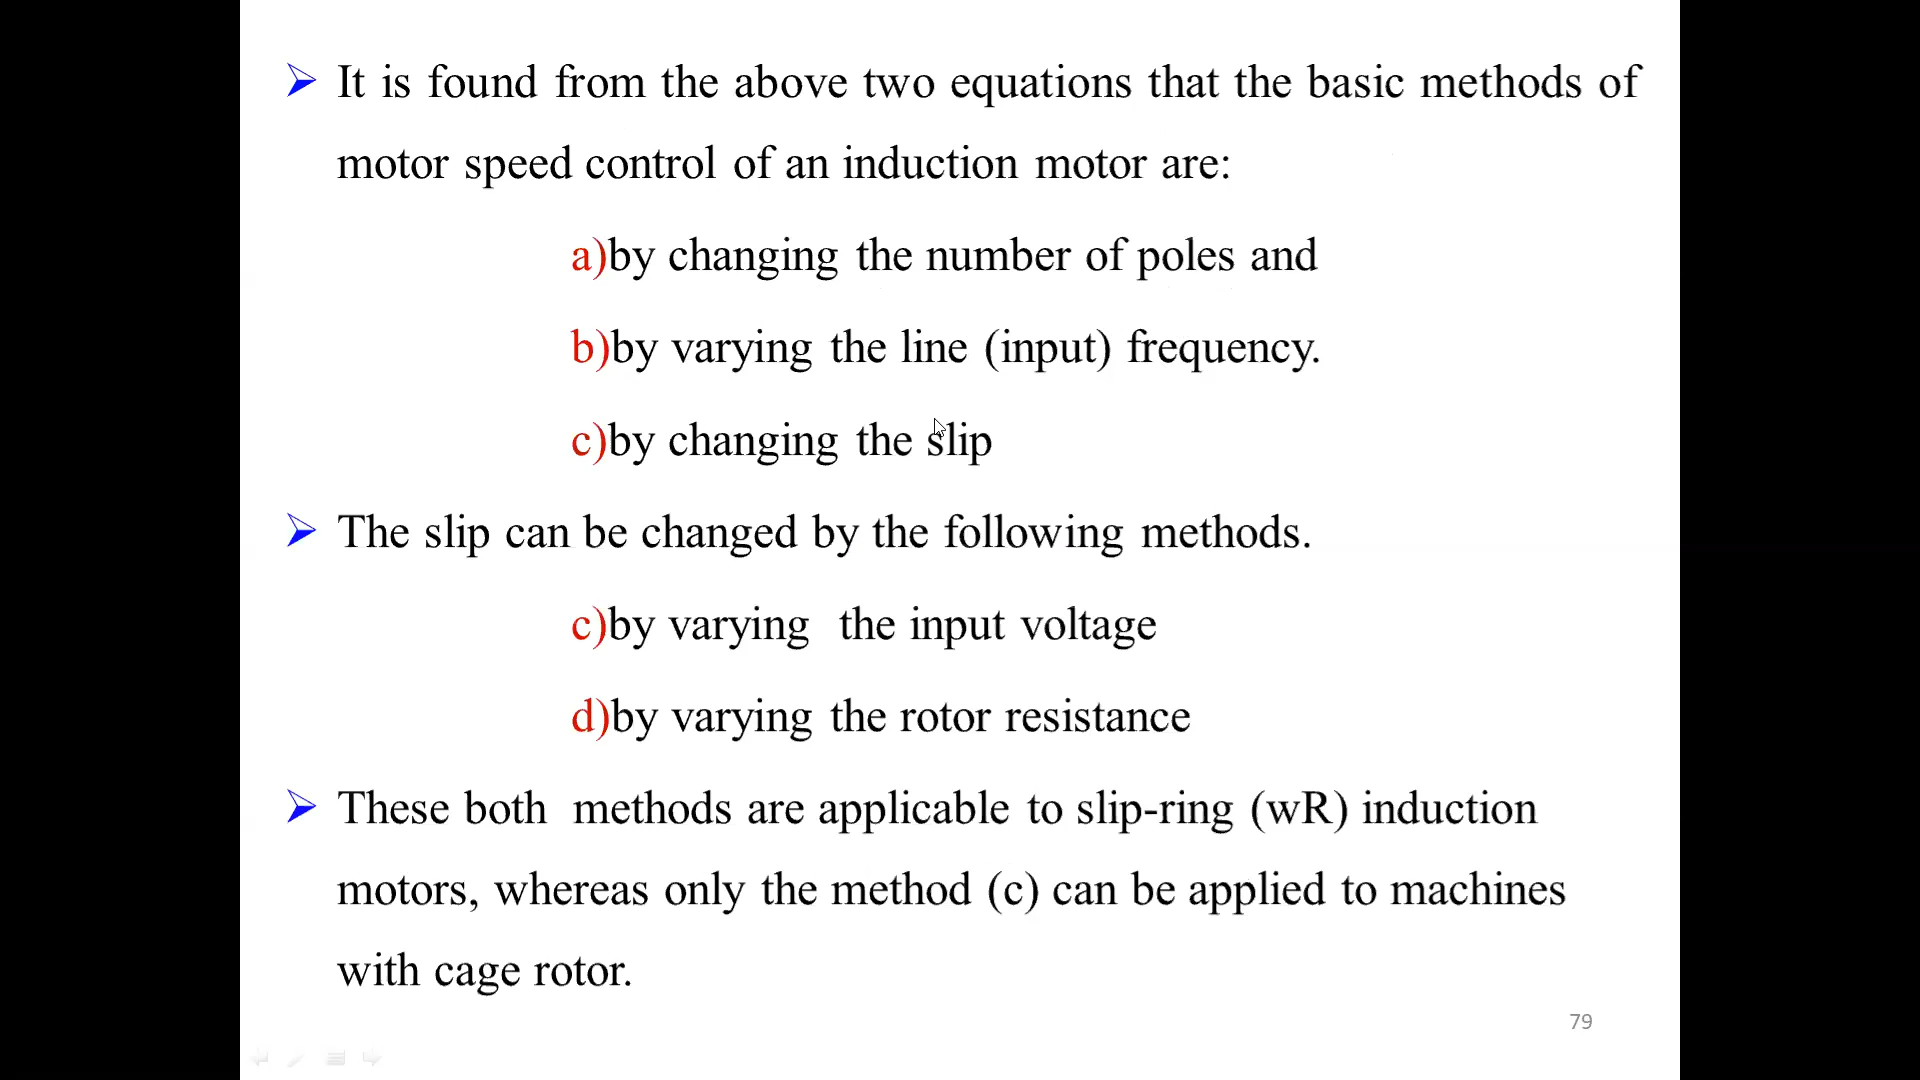 It is found from the above two equations that the basic methods of
motor speed control of an induction motor are:
a)by changing the number of poles and
b)by varying the line (input) frequency.
c)by changing the slip
The slip can be changed by the following methods.
c)by varying the input voltage
d)by varying the rotor resistance
These both methods are applicable to slip-ring (wR) induction
motors, whereas only the method (c) can be applied to machines
with cage rotor.
79